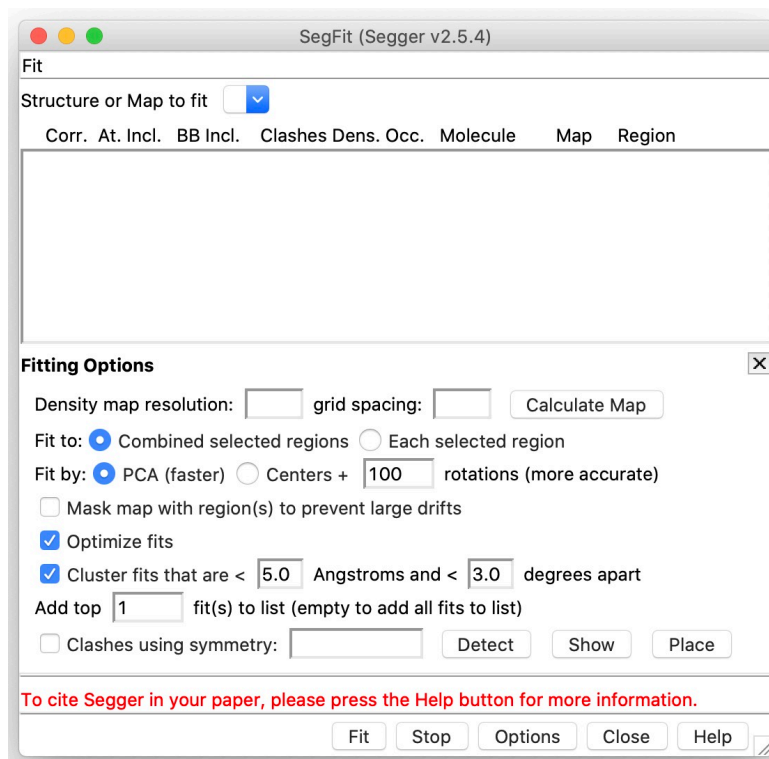 SegFit (Segger v2.5.4)
Fit
Structure or Map to fit
Corr. At. Incl. BB Incl. Clashes Dens. Occ. Molecule Map Region
Fitting Options
Density map resolution: grid spacing: Calculate Map
Fit to: Combined selected regions Each selected region
Fit by: PCA (faster) Centers + 100 rotations (more accurate)
Mask map with region(s) to prevent large drifts
Optimize fits
Cluster fits that are < 5.0 Angstroms and < 3.0 degrees apart
Add top 1 fit(s) to list (empty to add all fits to list)
Clashes using symmetry: Detect Show Place
To cite Segger in your paper, please press the Help button for more information.
Fit Stop Options Close Help